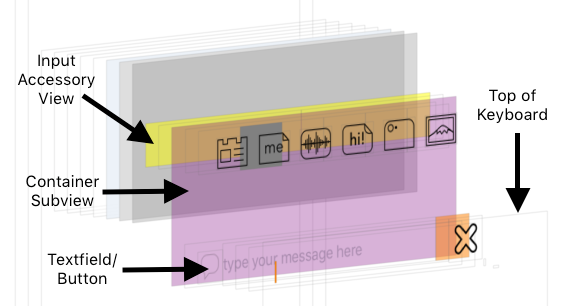 Input
Accessory
View
Top of
Keyboard
me
hi!
Container
Subview
Textfield/
Button
type your message here